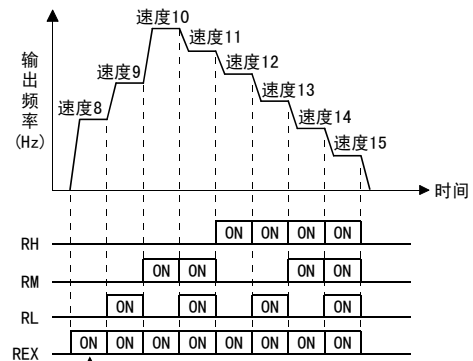 速度10
速度11
速度9
速度12
速度8
速度13
速度14
速度15
输出频率
(Hz)
时间
RH ON ON ON ON
RM ON ON ON ON
RL ON ON ON ON
REX ON ON ON ON ON ON ON ON